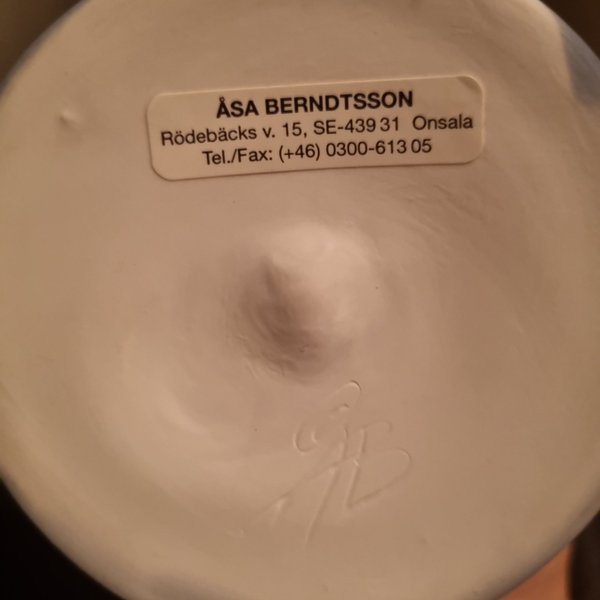 ÅSA BERNDTSSON
Rödebäcks v. 15, SE-439 31 Onsala
Tel./Fax: (+46) 0300-613 05